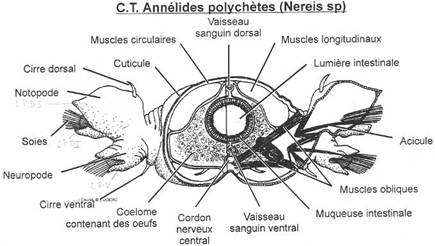 C.T. Annélides polychètes (Nereis sp)
Vaisseau
sanguin dorsal
Muscles circulaires
Muscles longitudinaux
Cirre dorsal
Cuticule
Lumière intestinale
Notopode
Soies
Acicule
Neuropode
Muscles obliques
Cirre ventral
Coelome
contenant des oeufs
Cordon
nerveux
central
Vaisseau
sanguin ventral
Muqueuse intestinale